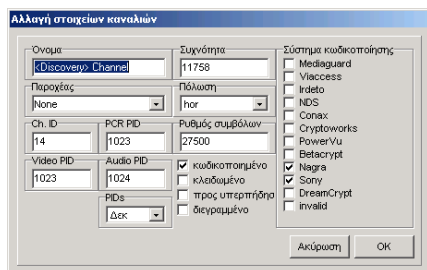 Αλλαγή στοιχείων καναλιών
Όνομα
<Discovery> Channel
Συχνότητα
11758
Παροχέας
None
Πόλωση
hor
Ch. ID
14
PCR PID
1023
Ρυθμός συμβόλων
27500
Video PID
1023
Audio PID
1024
PIDs
Δεκ
κωδικοποιημένο
κλειδωμένο
προς υπερπήδησ
διεγραμμένο
Σύστημα κωδικοποίησης
Mediaguard
Viaccess
Irdeto
NDS
Conax
Cryptoworks
PowerVu
Betacrypt
Nagra
Sony
DreamCrypt
invalid
Ακύρωση
OK